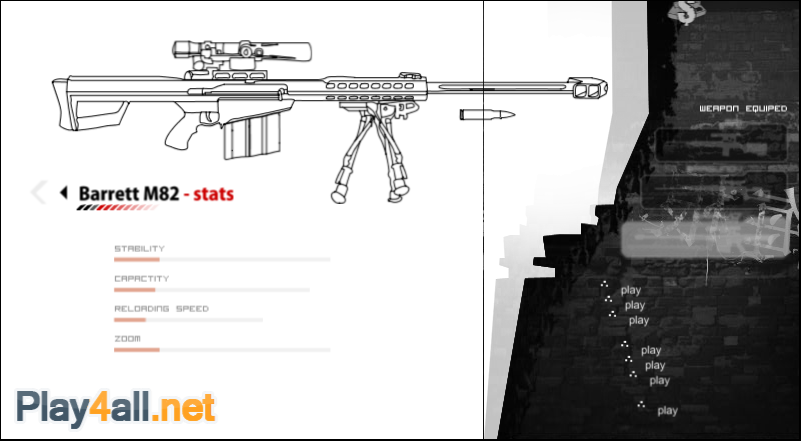 WEAPON EQUIPED
Barrett M82 - stats
STABILITY
CAPACTITY
RELOADING SPEED
ZOOM
play
play
play
play
play
play
play
Play4all.net